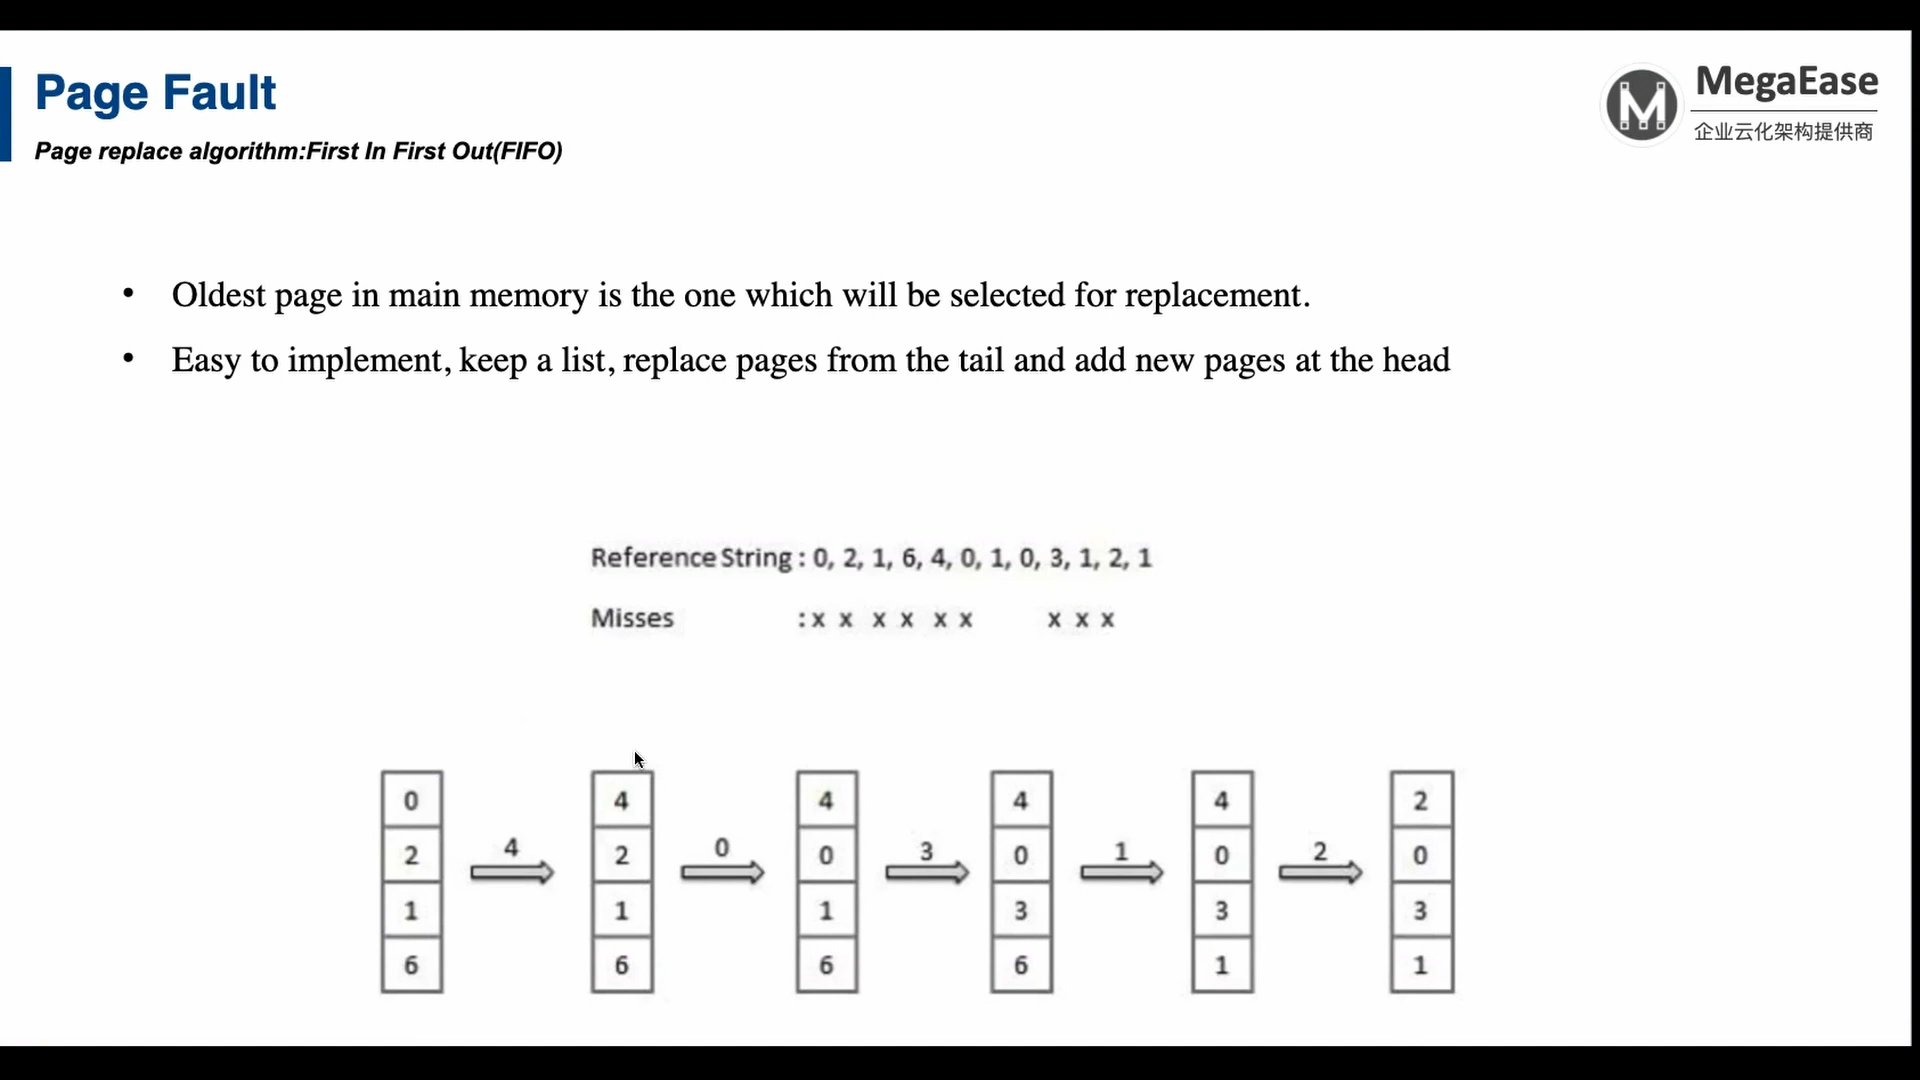 Page Fault
Page replace algorithm:First In First Out(FIFO)
MegaEase
企业云化架构提供商
• Oldest page in main memory is the one which will be selected for replacement.
• Easy to implement, keep a list, replace pages from the tail and add new pages at the head
Reference String : 0, 2, 1, 6, 4, 0, 1, 0, 3, 1, 2, 1
Misses : x x x x x x x x x
0 4 4 4 4 2
4 0 3 1 2
2 2 0 0 0 0
1 1 1 3 3 3
6 6 6 6 1 1